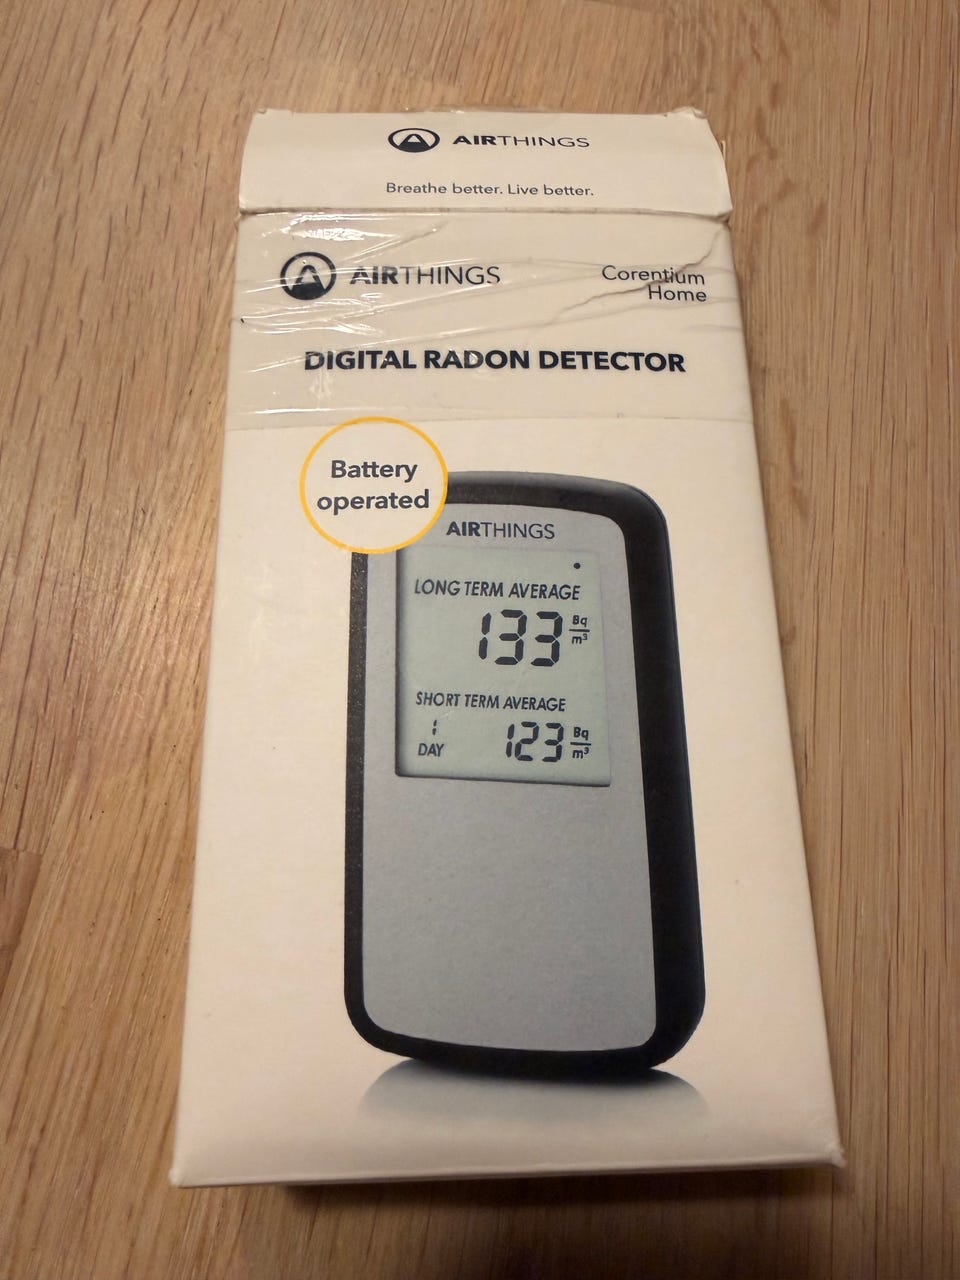 AIRTHINGS
Breathe better. Live better.
AIRTHINGS
Corentium
Home
DIGITAL RADON DETECTOR
Battery
operated
AIRTHINGS
LONG TERM AVERAGE
133 Bq/m³
SHORT TERM AVERAGE
1
DAY
123 Bq/m³